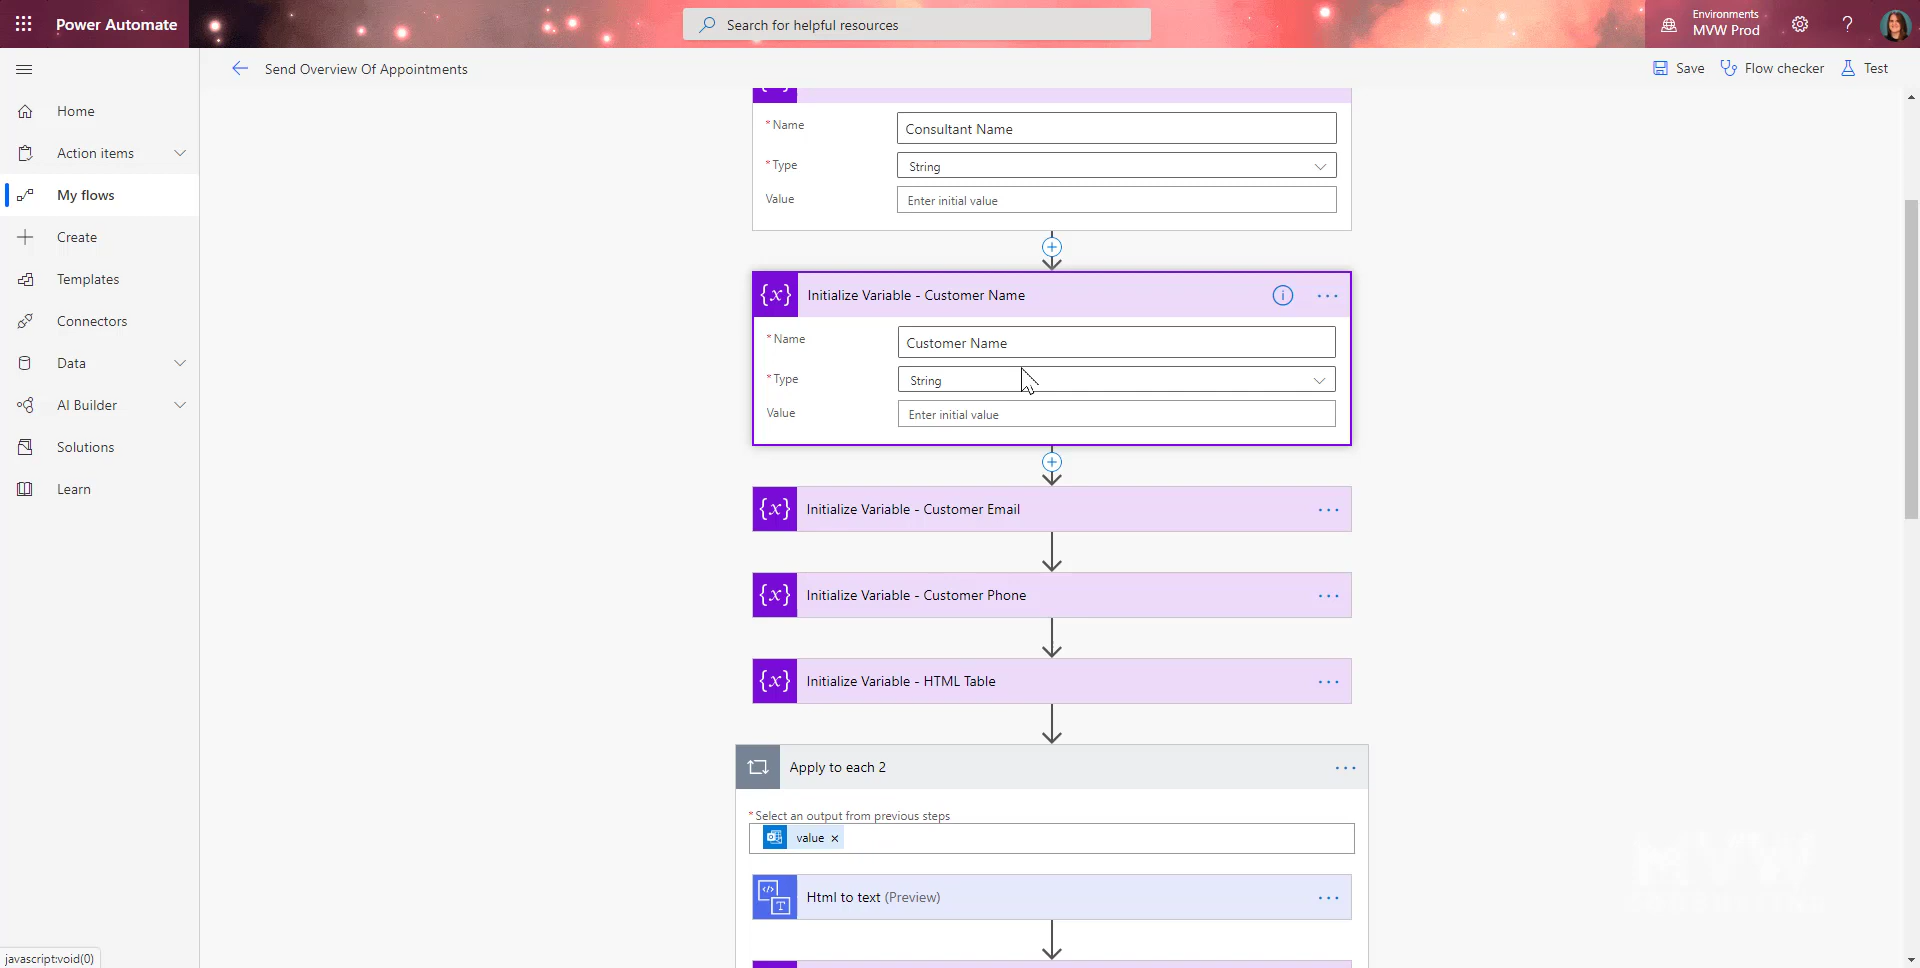 Power Automate
Search for helpful resources
Environments
MVW Prod
?
Send Overview Of Appointments
Save
Flow checker
Test
Home
Action items
My flows
Create
Templates
Connectors
Data
AI Builder
Solutions
Learn
* Name
Consultant Name
* Type
String
Value
Enter initial value
{x} Initialize Variable - Customer Name
* Name
Customer Name
* Type
String
Value
Enter initial value
{x} Initialize Variable - Customer Email
{x} Initialize Variable - Customer Phone
{x} Initialize Variable - HTML Table
Apply to each 2
* Select an output from previous steps
value ×
Html to text (Preview)
javascript:void(0)